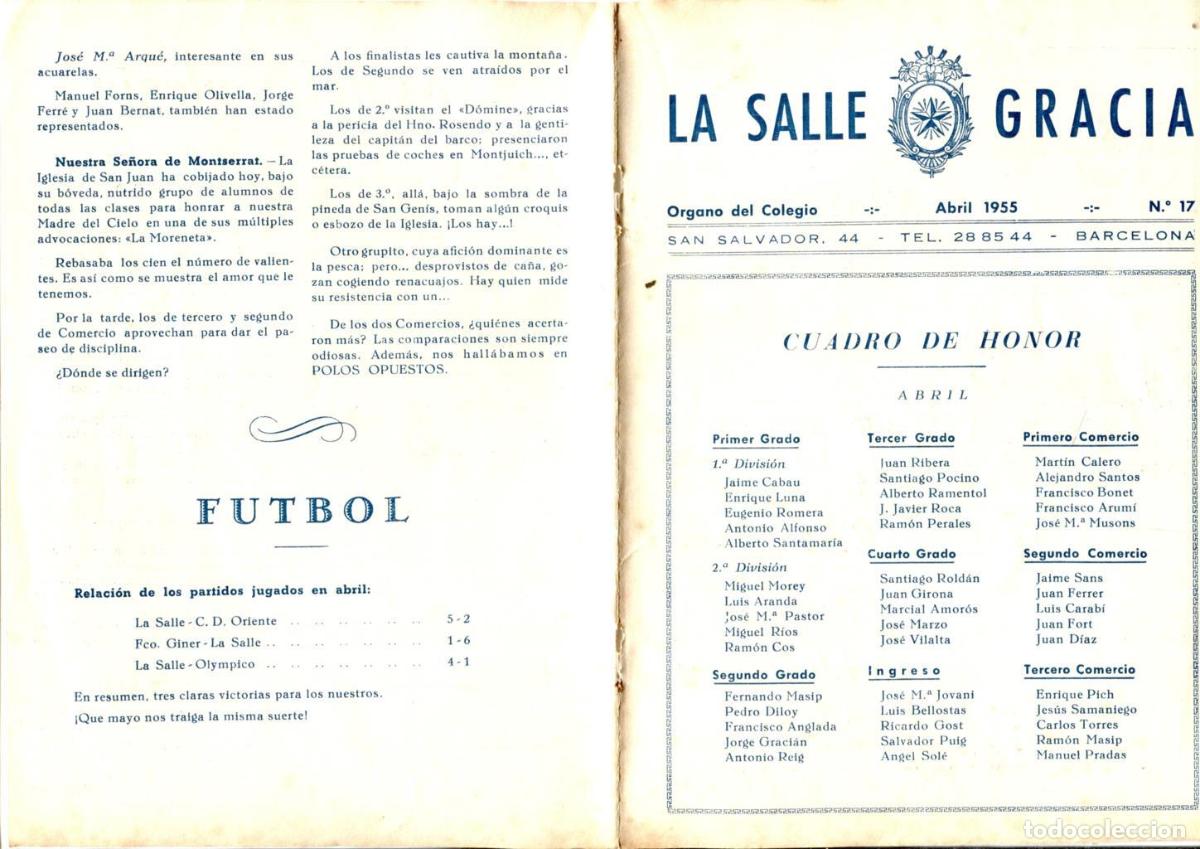 José M.ª Arqué, interesante en sus
acuarelas.
Manuel Forns, Enrique Olivella, Jorge
Ferré y Juan Bernat, también han estado
representados.
Nuestra Señora de Montserrat. – La
Iglesia de San Juan ha cobijado hoy, bajo
su bóveda, nutrido grupo de alumnos de
todas las clases para honrar a nuestra
Madre del Cielo en una de sus múltiples
advocaciones: «La Moreneta».
Rebasaba los cien el número de valien-
tes. Es así como se muestra el amor que le
tenemos.
Por la tarde, los de tercero y segundo
de Comercio aprovechan para dar el pa-
seo de disciplina.
¿Dónde se dirigen?
A los finalistas les cautiva la montaña.
Los de Segundo se ven atraídos por el
mar.
Los de 2.º visitan el «Dómine», gracias
a la pericia del Hno. Rosendo y a la genti-
leza del capitán del barco; presenciaron
las pruebas de coches en Montjuich..., et-
cétera.
Los de 3.º, allá, bajo la sombra de la
pineda de San Genís, toman algún croquis
o esbozo de la Iglesia. ¡Los hay...!
Otro grupito, cuya afición dominante es
la pesca; pero... desprovistos de caña, go-
zan cogiendo renacuajos. Hay quien mide
su resistencia con un...
De los dos Comercios, ¿quiénes acerta-
ron más? Las comparaciones son siempre
odiosas. Además, nos hallábamos en
POLOS OPUESTOS.
FUTBOL
Relación de los partidos jugados en abril:
La Salle - C. D. Oriente .. .. .. .. .. .. 5 - 2
Fco. Giner - La Salle .. .. .. .. .. .. .. 1 - 6
La Salle - Olympico .. .. .. .. .. .. .. 4 - 1
En resumen, tres claras victorias para los nuestros.
¡Que mayo nos traiga la misma suerte!
LA SALLE GRACIA
Organo del Colegio -:- Abril 1955 -:- N.º 17
SAN SALVADOR, 44 - TEL. 28 85 44 - BARCELONA
CUADRO DE HONOR
ABRIL
Primer Grado
1.ª División
Jaime Cabau
Enrique Luna
Eugenio Romera
Antonio Alfonso
Alberto Santamaría
2.ª División
Miguel Morey
Luis Aranda
José M.ª Pastor
Miguel Ríos
Ramón Cos
Segundo Grado
Fernando Masip
Pedro Diloy
Francisco Anglada
Jorge Gracián
Antonio Reig
Tercer Grado
Juan Ribera
Santiago Pocino
Alberto Ramentol
J. Javier Roca
Ramón Perales
Cuarto Grado
Santiago Roldán
Juan Girona
Marcial Amorós
José Marzo
José Vilalta
Ingreso
José M.ª Jovani
Luis Bellostas
Ricardo Gost
Salvador Puig
Angel Solé
Primero Comercio
Martín Calero
Alejandro Santos
Francisco Bonet
Francisco Arumí
José M.ª Musons
Segundo Comercio
Jaime Sans
Juan Ferrer
Luis Carabí
Juan Fort
Juan Díaz
Tercero Comercio
Enrique Pich
Jesús Samaniego
Carlos Torres
Ramón Masip
Manuel Pradas
todocoleccion